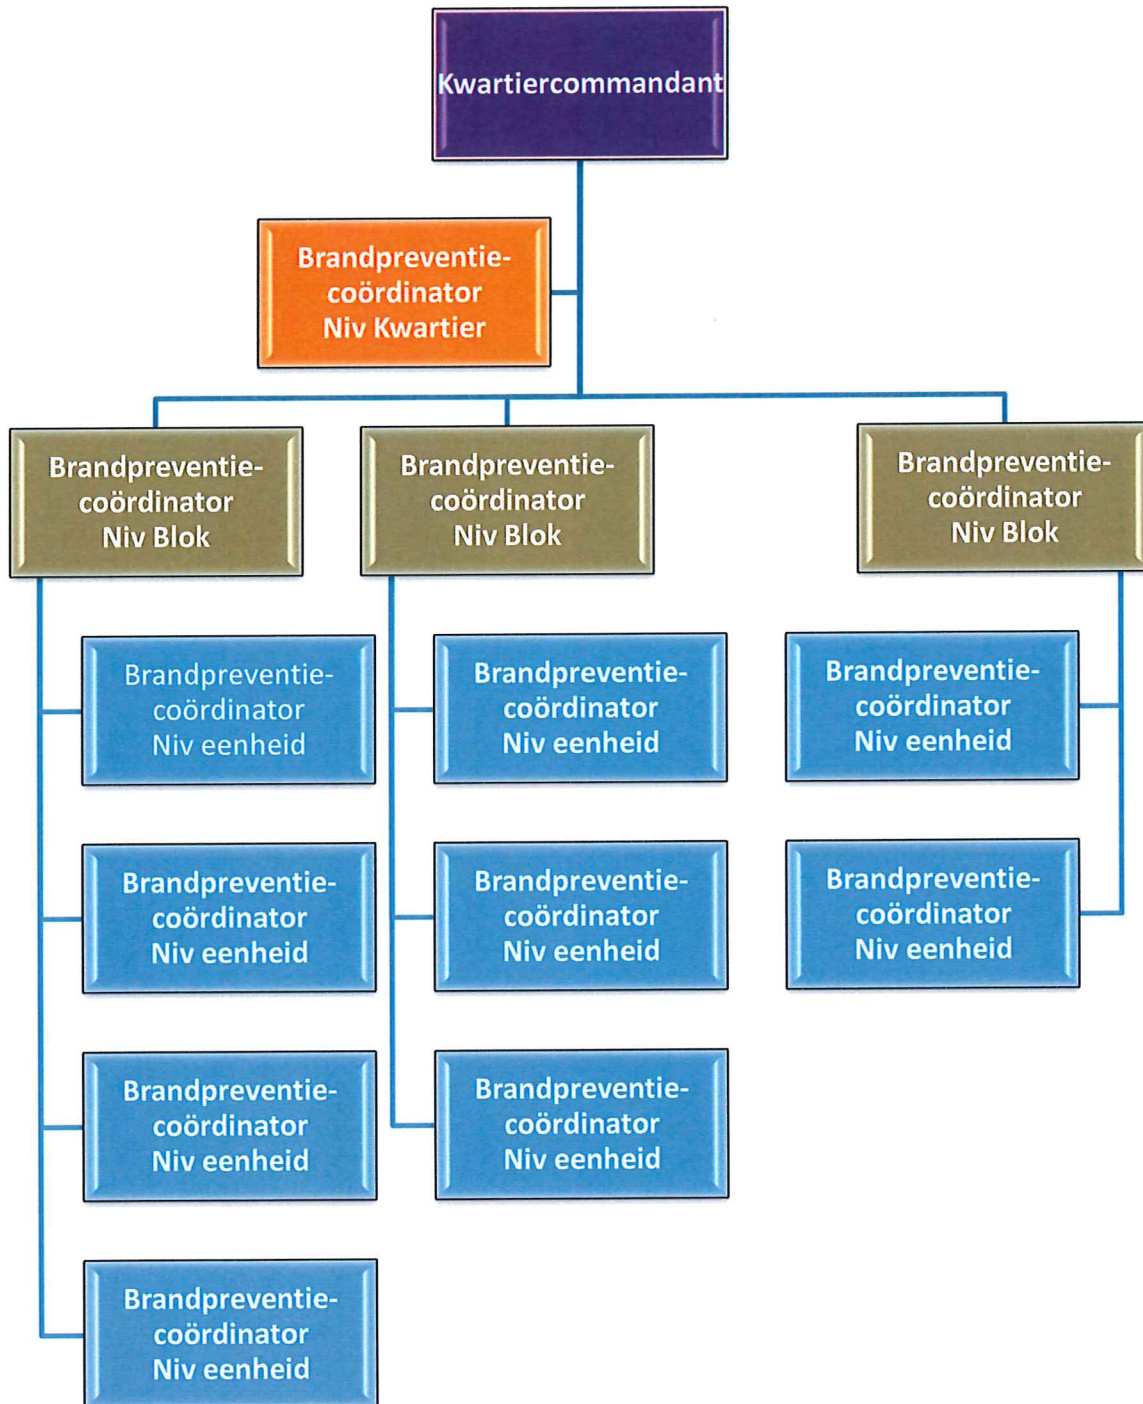 Kwartiercommandant
Brandpreventie-
coördinator
Niv Kwartier
Brandpreventie-
coördinator
Niv Blok
Brandpreventie-
coördinator
Niv Blok
Brandpreventie-
coördinator
Niv Blok
Brandpreventie-
coördinator
Niv eenheid
Brandpreventie-
coördinator
Niv eenheid
Brandpreventie-
coördinator
Niv eenheid
Brandpreventie-
coördinator
Niv eenheid
Brandpreventie-
coördinator
Niv eenheid
Brandpreventie-
coördinator
Niv eenheid
Brandpreventie-
coördinator
Niv eenheid
Brandpreventie-
coördinator
Niv eenheid
Brandpreventie-
coördinator
Niv eenheid